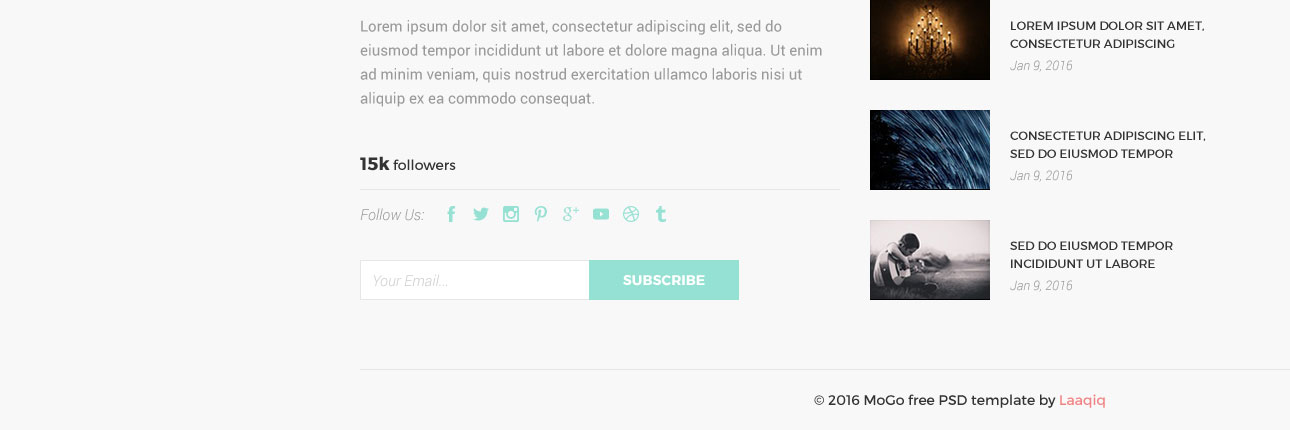 Lorem ipsum dolor sit amet, consectetur adipiscing elit, sed do
eiusmod tempor incididunt ut labore et dolore magna aliqua. Ut enim
ad minim veniam, quis nostrud exercitation ullamco laboris nisi ut
aliquip ex ea commodo consequat.
15k followers
Follow Us:
Your Email...
SUBSCRIBE
LOREM IPSUM DOLOR SIT AMET,
CONSECTETUR ADIPISCING
Jan 9, 2016
CONSECTETUR ADIPISCING ELIT,
SED DO EIUSMOD TEMPOR
Jan 9, 2016
SED DO EIUSMOD TEMPOR
INCIDIDUNT UT LABORE
Jan 9, 2016
© 2016 MoGo free PSD template by Laaqiq